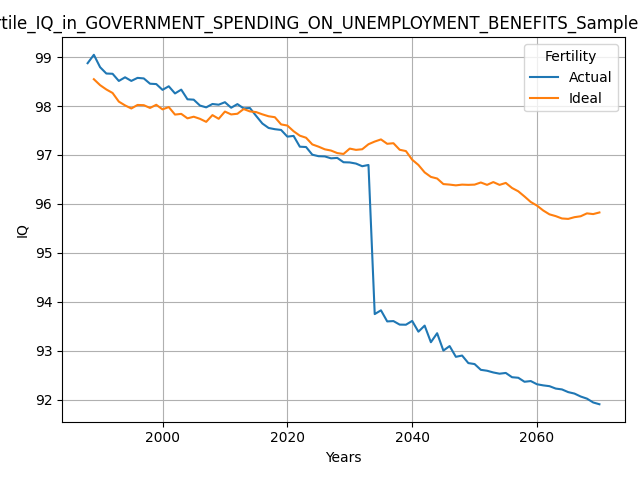 rtile_IQ_in_GOVERNMENT_SPENDING_ON_UNEMPLOYMENT_BENEFITS_Sample
Fertility
Actual
Ideal
99
98
97
96
95
94
93
92
IQ
2000 2020 2040 2060
Years